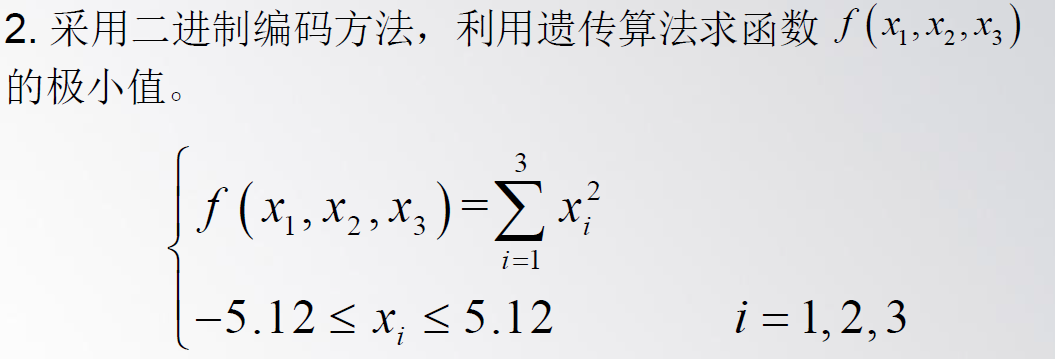 2. 采用二进制编码方法，利用遗传算法求函数 f(x₁,x₂,x₃)
的极小值。
f(x₁,x₂,x₃)=∑_{i=1}^{3} x_i²
−5.12 ≤ x_i ≤ 5.12 i = 1,2,3